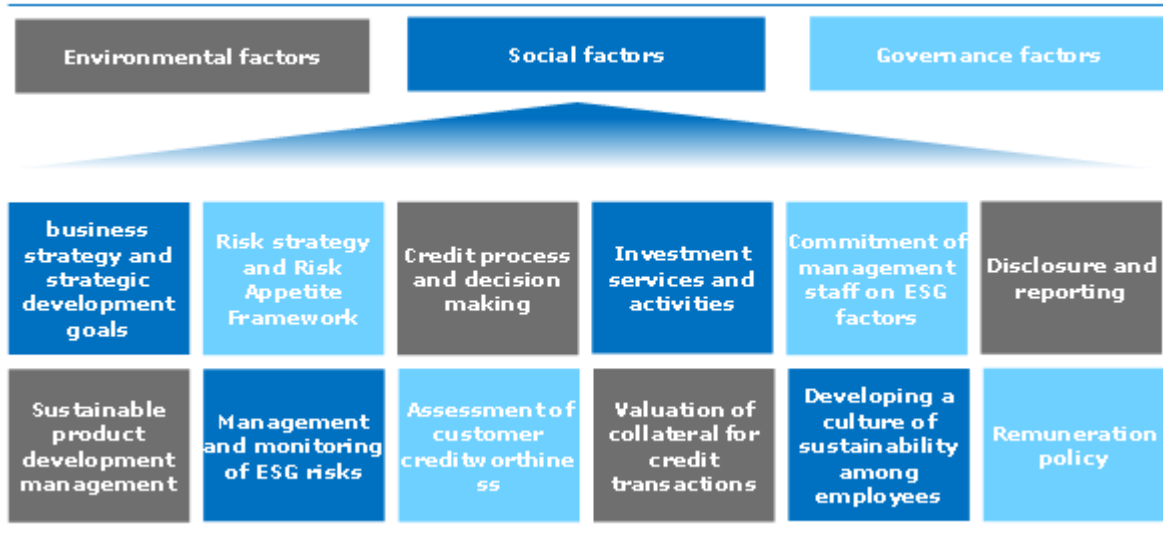 Environmental factors
Social factors
Governance factors
business
strategy and
strategic
development
goals
Risk strategy
and Risk
Appetite
Framework
Credit process
and decision
making
Investment
services and
activities
Commitment of
management
staff on ESG
factors
Disclosure and
reporting
Sustainable
product
development
management
Management
and monitoring
of ESG risks
Assessment of
customer
creditworthine
ss
Valuation of
collateral for
credit
transactions
Developing a
culture of
sustainability
among
employees
Remuneration
policy